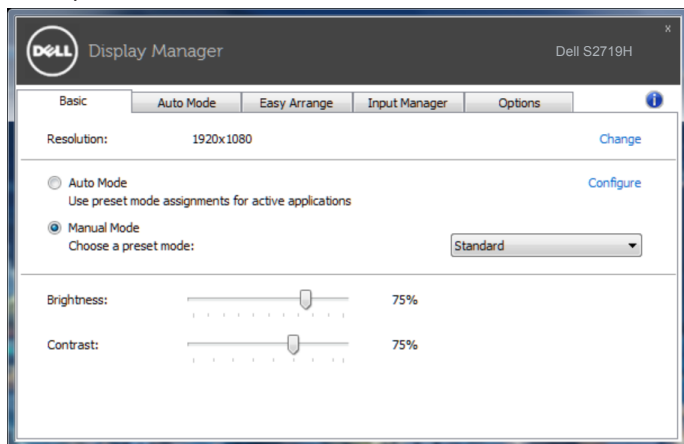 DELL Display Manager
Dell S2719H
x
Basic Auto Mode Easy Arrange Input Manager Options i
Resolution: 1920x1080 Change
Auto Mode Configure
Use preset mode assignments for active applications
Manual Mode
Choose a preset mode: Standard
Brightness: 75%
Contrast: 75%